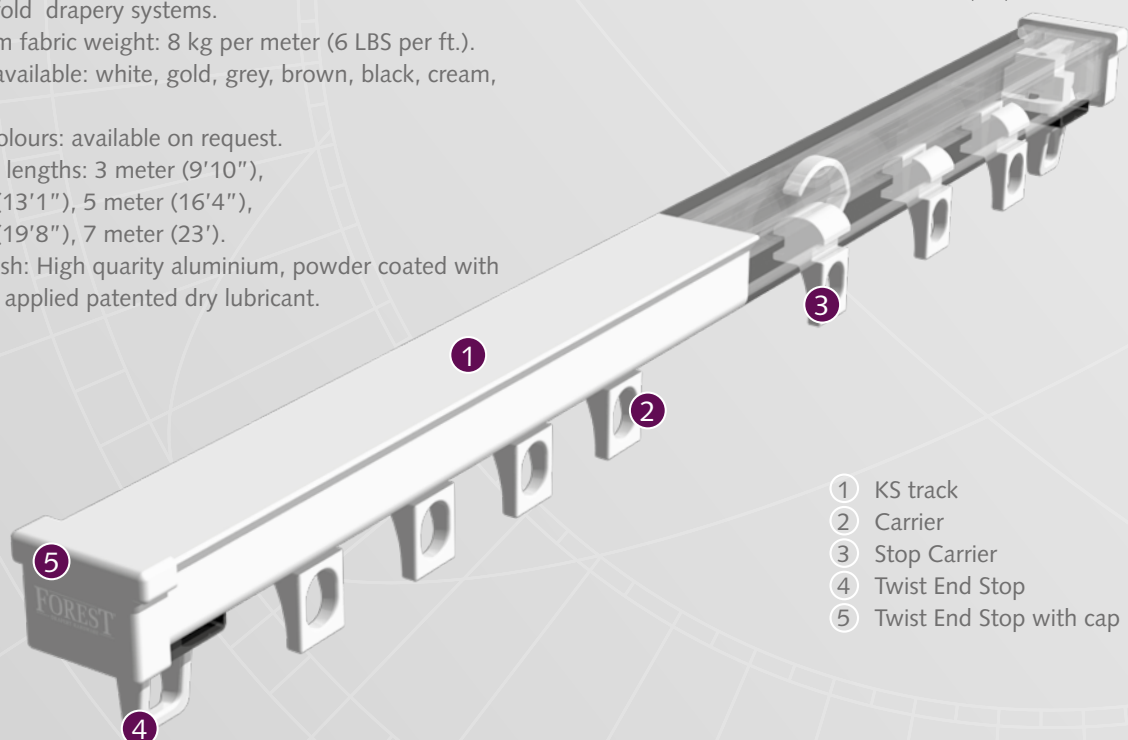 fold drapery systems.
m fabric weight: 8 kg per meter (6 LBS per ft.).
available: white, gold, grey, brown, black, cream,
olours: available on request.
lengths: 3 meter (9'10"),
(13'1"), 5 meter (16'4"),
(19'8"), 7 meter (23').
sh: High quarity aluminium, powder coated with
applied patented dry lubricant.
1
2
3
4
5
FOREST
1 KS track
2 Carrier
3 Stop Carrier
4 Twist End Stop
5 Twist End Stop with cap